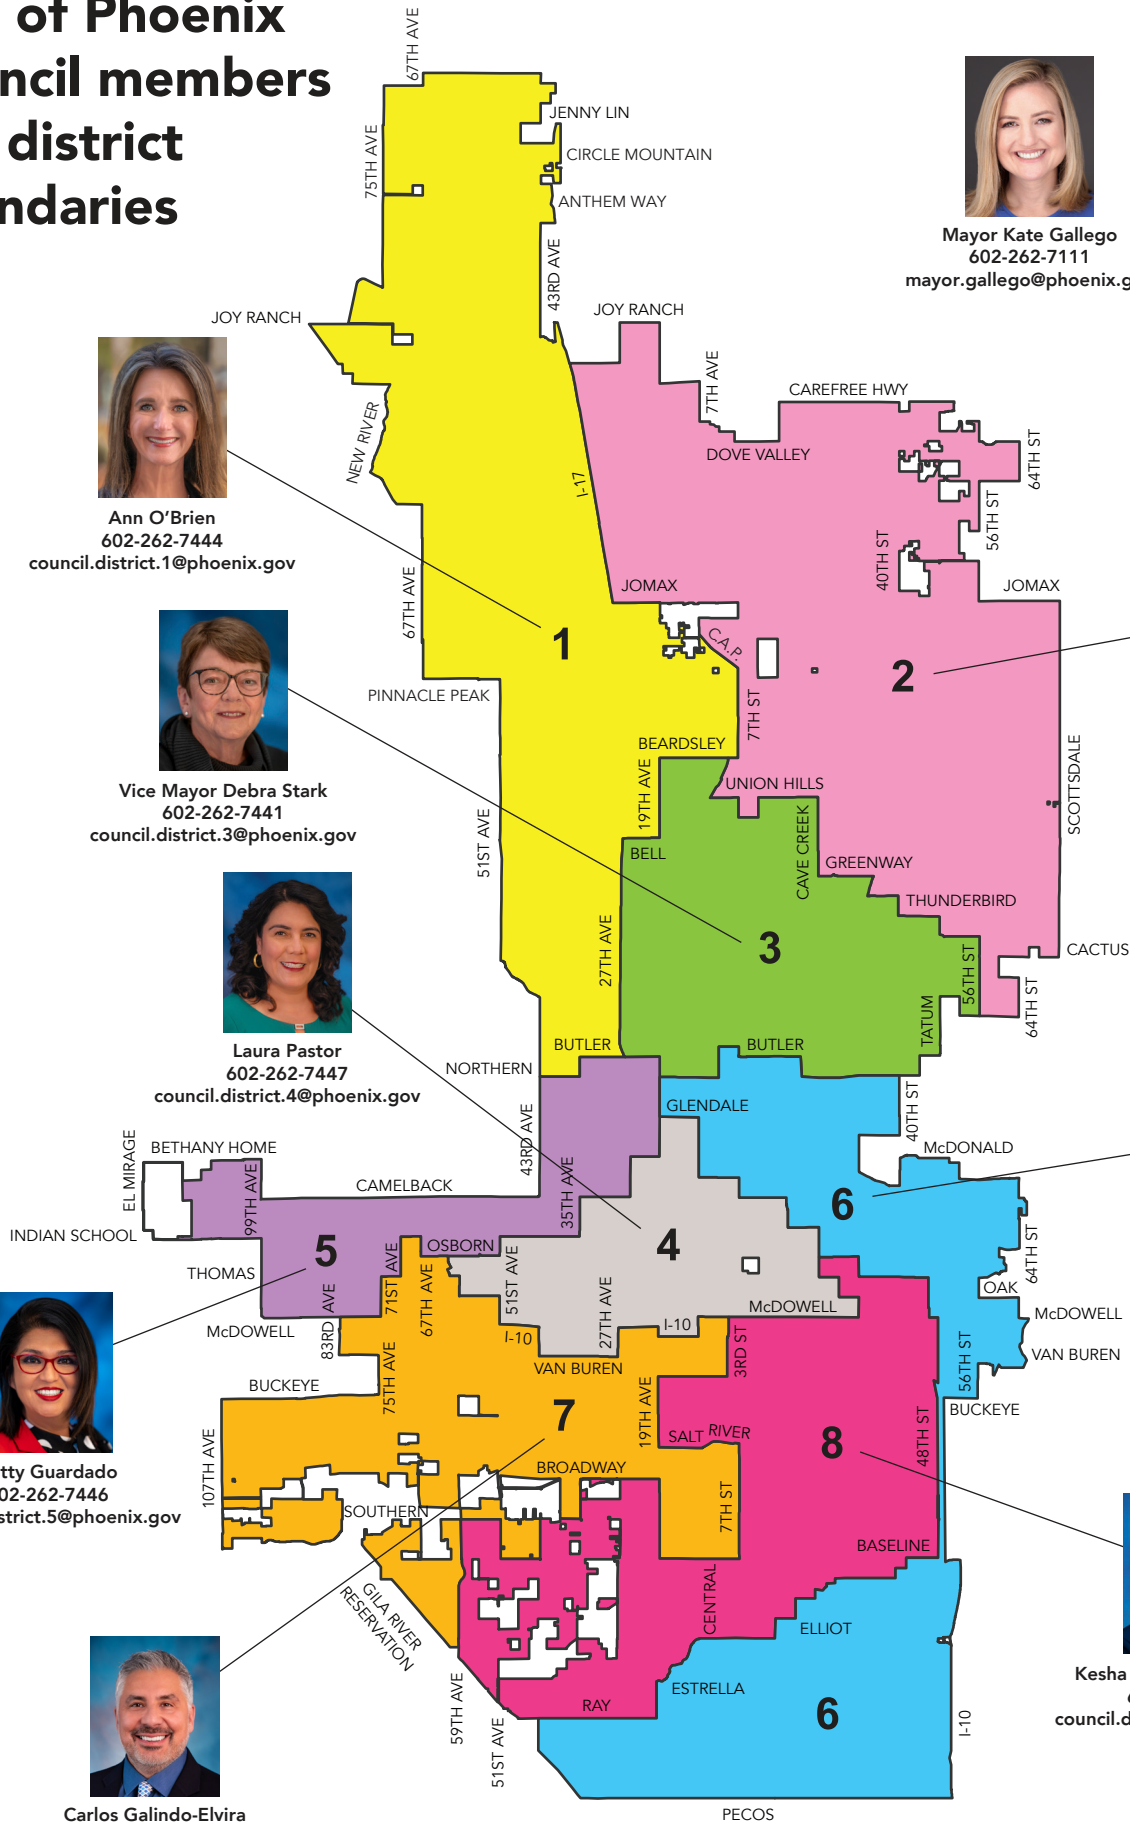 of Phoenix
ncil members
district
ndaries
Mayor Kate Gallego
602-262-7111
mayor.gallego@phoenix.g
Ann O'Brien
602-262-7444
council.district.1@phoenix.gov
Vice Mayor Debra Stark
602-262-7441
council.district.3@phoenix.gov
Laura Pastor
602-262-7447
council.district.4@phoenix.gov
tty Guardado
02-262-7446
strict.5@phoenix.gov
Carlos Galindo-Elvira
Kesha
council.d
67TH AVE
75TH AVE
JENNY LIN
CIRCLE MOUNTAIN
ANTHEM WAY
43RD AVE
JOY RANCH
JOY RANCH
7TH AVE
CAREFREE HWY
NEW RIVER
DOVE VALLEY
64TH ST
I-17
56TH ST
40TH ST
JOMAX
JOMAX
67TH AVE
1
C.A.P.
2
PINNACLE PEAK
7TH ST
BEARDSLEY
UNION HILLS
SCOTTSDALE
19TH AVE
51ST AVE
BELL
CAVE CREEK
GREENWAY
THUNDERBIRD
27TH AVE
3
56TH ST
CACTUS
64TH ST
TATUM
BUTLER
BUTLER
NORTHERN
GLENDALE
40TH ST
43RD AVE
McDONALD
EL MIRAGE
BETHANY HOME
99TH AVE
CAMELBACK
35TH AVE
6
INDIAN SCHOOL
5
OSBORN
4
64TH ST
THOMAS
71ST AVE
67TH AVE
51ST AVE
27TH AVE
OAK
McDOWELL
McDOWELL
McDOWELL
83RD AVE
I-10
I-10
3RD ST
VAN BUREN
VAN BUREN
56TH ST
BUCKEYE
75TH AVE
BUCKEYE
7
19TH AVE
SALT RIVER
8
48TH ST
107TH AVE
BROADWAY
SOUTHERN
7TH ST
BASELINE
GILA RIVER
RESERVATION
CENTRAL
ELLIOT
59TH AVE
ESTRELLA
RAY
51ST AVE
6
I-10
PECOS